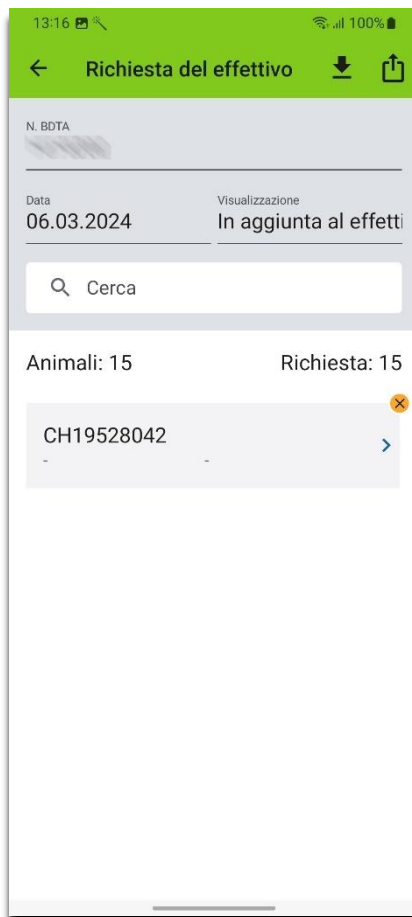 13:16 100%
Richiesta del effettivo
N. BDTA
Data Visualizzazione
06.03.2024 In aggiunta al effetti
Cerca
Animali: 15 Richiesta: 15
CH19528042
- -